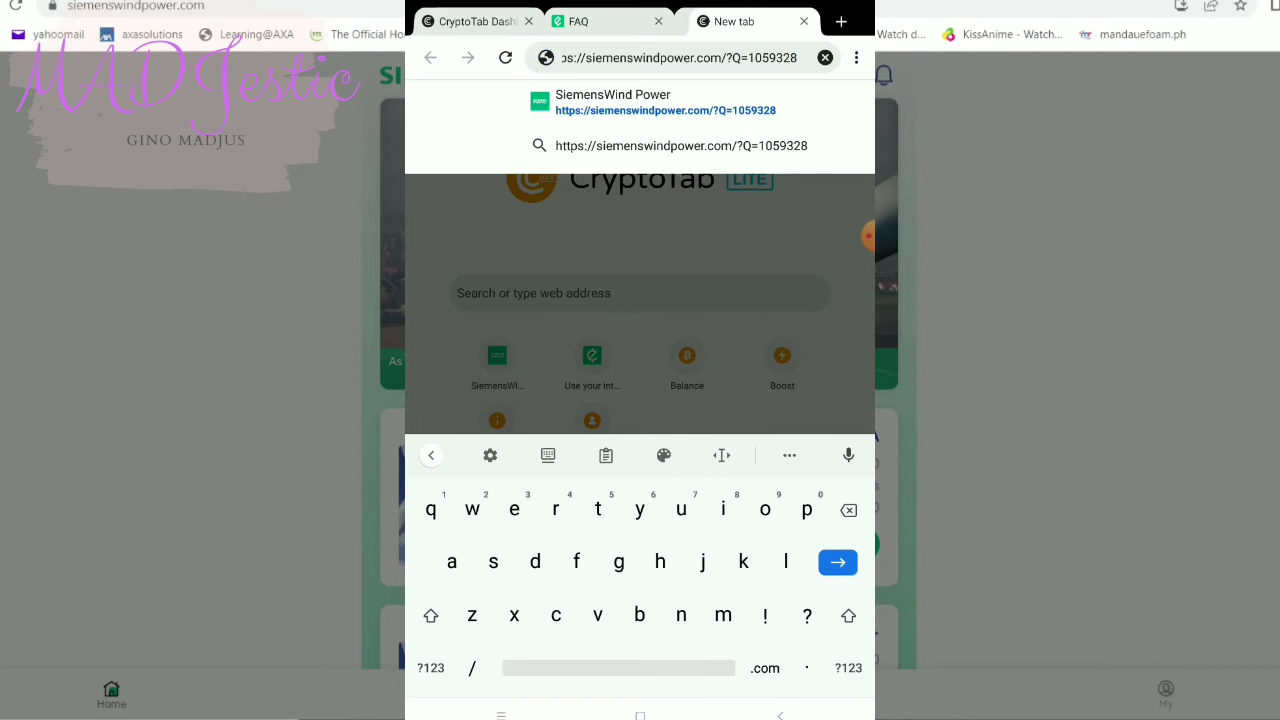 CryptoTab Dash
FAQ
New tab
yahoomail
axasolutions
Learning@AXA
YTS The Official Ho
Watch d...
KissAnime - Watch...
mandauefoam.ph
siemenswindpower.com
MADJestic
GINO MADJUS
ps://siemenswindpower.com/?Q=1059328
SiemensWind Power
https://siemenswindpower.com/?Q=1059328
https://siemenswindpower.com/?Q=1059328
CryptoTab LITE
Search or type web address
As
SiemensWi...
Use your int...
Balance
Boost
1 2 3 4 5 6 7 8 9 0
q w e r t y u i o p
a s d f g h j k l
z x c v b n m ! ?
?123 / .com . ?123
Home
My